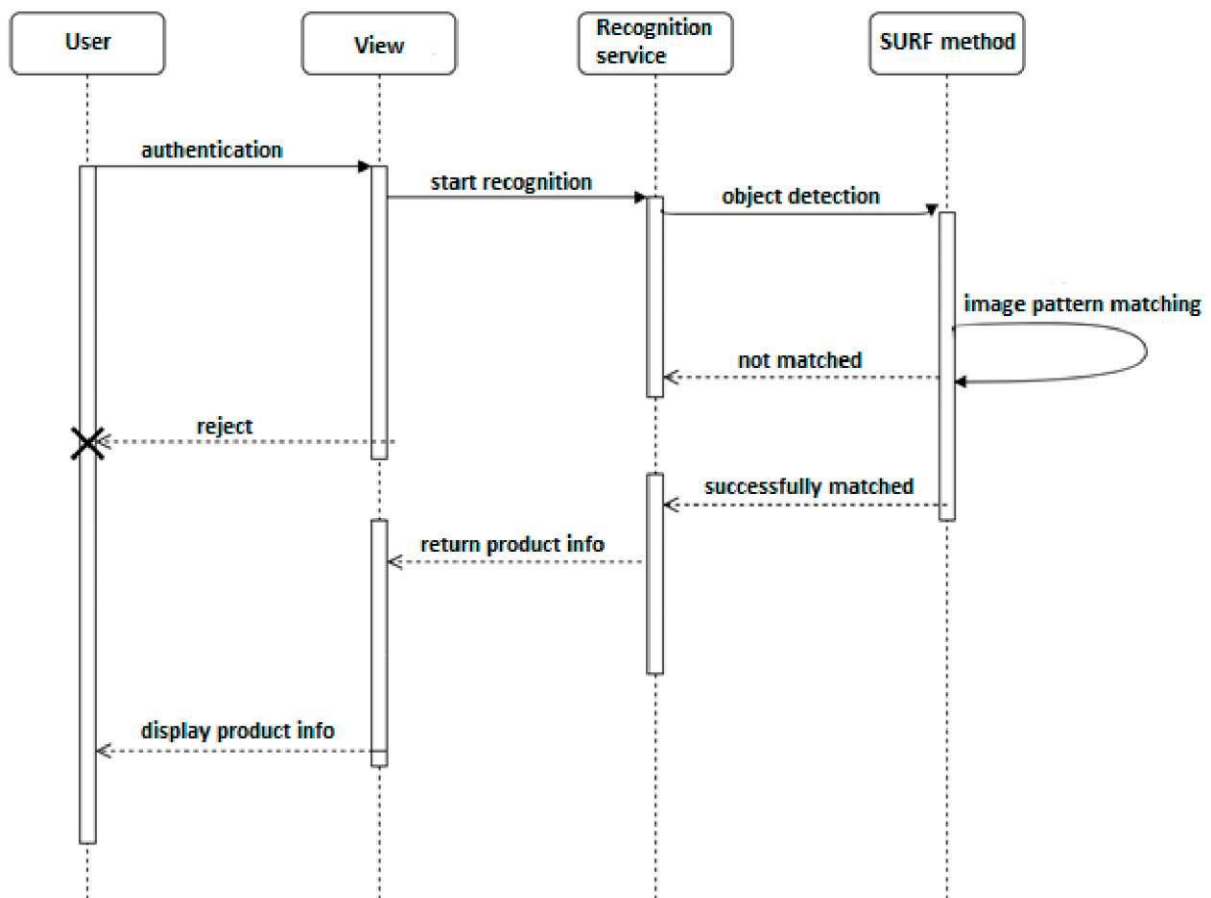 User
View
Recognition
service
SURF method
authentication
start recognition
object detection
image pattern matching
not matched
reject
successfully matched
return product info
display product info